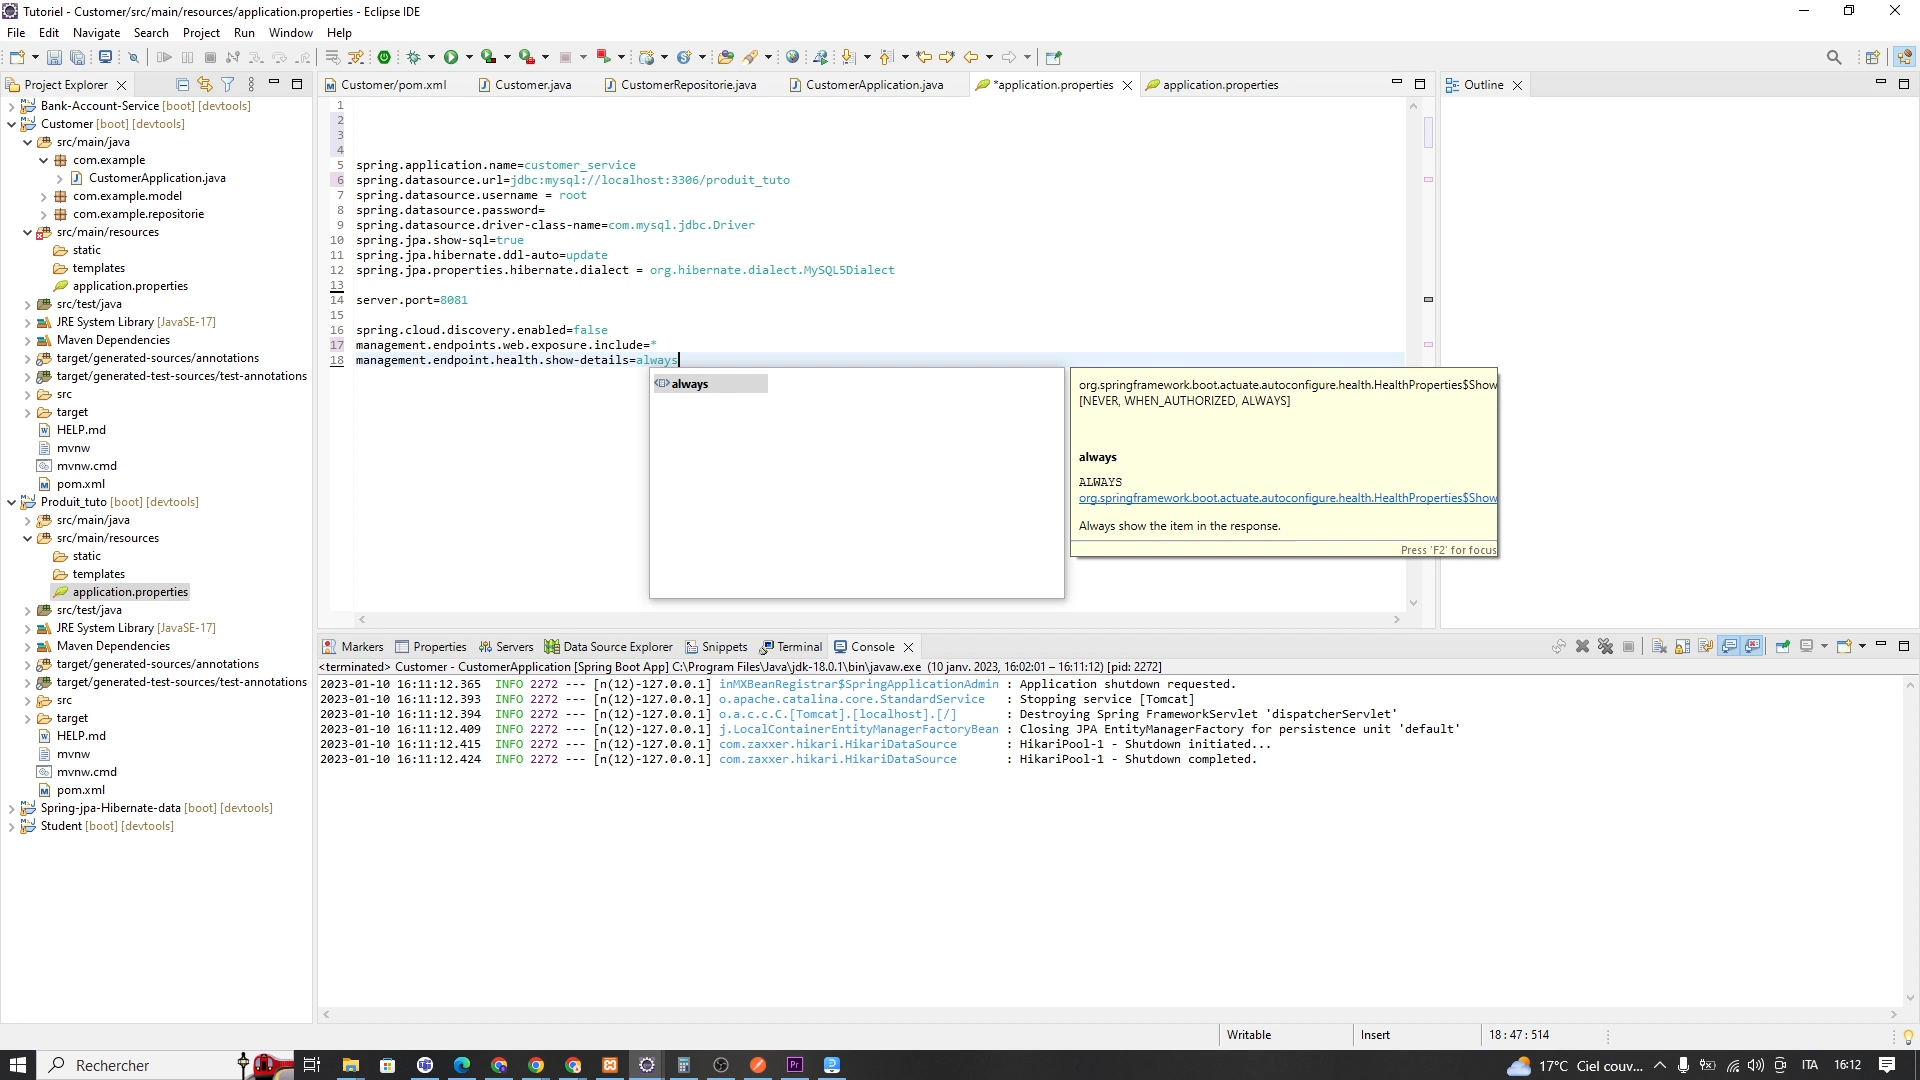 Tutoriel - Customer/src/main/resources/application.properties - Eclipse IDE
File Edit Navigate Search Project Run Window Help
Project Explorer
Bank-Account-Service [boot] [devtools]
Customer [boot] [devtools]
src/main/java
com.example
CustomerApplication.java
com.example.model
com.example.repositorie
src/main/resources
static
templates
application.properties
src/test/java
JRE System Library [JavaSE-17]
Maven Dependencies
target/generated-sources/annotations
target/generated-test-sources/test-annotations
src
target
HELP.md
mvnw
mvnw.cmd
pom.xml
Produit_tuto [boot] [devtools]
src/main/java
src/main/resources
static
templates
application.properties
src/test/java
JRE System Library [JavaSE-17]
Maven Dependencies
target/generated-sources/annotations
target/generated-test-sources/test-annotations
src
target
HELP.md
mvnw
mvnw.cmd
pom.xml
Spring-jpa-Hibernate-data [boot] [devtools]
Student [boot] [devtools]
Customer/pom.xml Customer.java CustomerRepositorie.java CustomerApplication.java *application.properties application.properties
1
2
3
4
5 spring.application.name=customer_service
6 spring.datasource.url=jdbc:mysql://localhost:3306/produit_tuto
7 spring.datasource.username = root
8 spring.datasource.password=
9 spring.datasource.driver-class-name=com.mysql.jdbc.Driver
10 spring.jpa.show-sql=true
11 spring.jpa.hibernate.ddl-auto=update
12 spring.jpa.properties.hibernate.dialect = org.hibernate.dialect.MySQL5Dialect
13
14 server.port=8081
15
16 spring.cloud.discovery.enabled=false
17 management.endpoints.web.exposure.include=*
18 management.endpoint.health.show-details=always
always
org.springframework.boot.actuate.autoconfigure.health.HealthProperties$Show
[NEVER, WHEN_AUTHORIZED, ALWAYS]
always
ALWAYS
org.springframework.boot.actuate.autoconfigure.health.HealthProperties$Show
Always show the item in the response.
Press 'F2' for focus
Outline
Markers Properties Servers Data Source Explorer Snippets Terminal Console
<terminated> Customer - CustomerApplication [Spring Boot App] C:\Program Files\Java\jdk-18.0.1\bin\javaw.exe (10 janv. 2023, 16:02:01 – 16:11:12) [pid: 2272]
2023-01-10 16:11:12.365 INFO 2272 --- [n(12)-127.0.0.1] inMXBeanRegistrar$SpringApplicationAdmin : Application shutdown requested.
2023-01-10 16:11:12.393 INFO 2272 --- [n(12)-127.0.0.1] o.apache.catalina.core.StandardService : Stopping service [Tomcat]
2023-01-10 16:11:12.394 INFO 2272 --- [n(12)-127.0.0.1] o.a.c.c.C.[Tomcat].[localhost].[/] : Destroying Spring FrameworkServlet 'dispatcherServlet'
2023-01-10 16:11:12.409 INFO 2272 --- [n(12)-127.0.0.1] j.LocalContainerEntityManagerFactoryBean : Closing JPA EntityManagerFactory for persistence unit 'default'
2023-01-10 16:11:12.415 INFO 2272 --- [n(12)-127.0.0.1] com.zaxxer.hikari.HikariDataSource : HikariPool-1 - Shutdown initiated...
2023-01-10 16:11:12.424 INFO 2272 --- [n(12)-127.0.0.1] com.zaxxer.hikari.HikariDataSource : HikariPool-1 - Shutdown completed.
Writable Insert 18 : 47 : 514
Rechercher
17°C Ciel couv... ITA 16:12